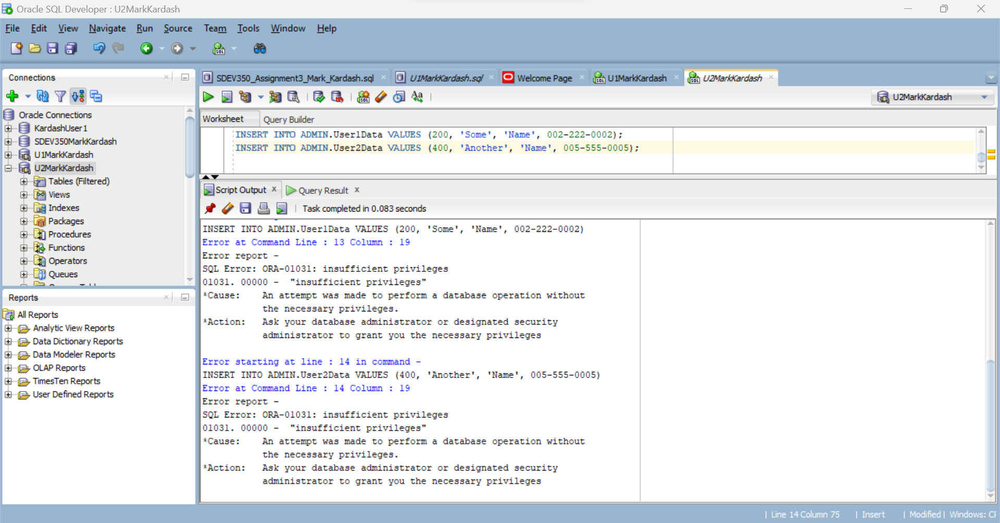 Oracle SQL Developer : U2MarkKardash
File Edit View Navigate Run Source Team Tools Window Help
Connections
Oracle Connections
KardashUser1
SDEV350MarkKardash
U1MarkKardash
U2MarkKardash
Tables (Filtered)
Views
Indexes
Packages
Procedures
Functions
Operators
Queues
Reports
All Reports
Analytic View Reports
Data Dictionary Reports
Data Modeler Reports
OLAP Reports
TimesTen Reports
User Defined Reports
SDEV350_Assignment3_Mark_Kardash.sql U1MarkKardash.sql Welcome Page U1MarkKardash U2MarkKardash
U2MarkKardash
Worksheet Query Builder
INSERT INTO ADMIN.User1Data VALUES (200, 'Some', 'Name', 002-222-0002);
INSERT INTO ADMIN.User2Data VALUES (400, 'Another', 'Name', 005-555-0005);
Script Output Query Result
Task completed in 0.083 seconds
INSERT INTO ADMIN.User1Data VALUES (200, 'Some', 'Name', 002-222-0002)
Error at Command Line : 13 Column : 19
Error report -
SQL Error: ORA-01031: insufficient privileges
01031. 00000 - "insufficient privileges"
*Cause: An attempt was made to perform a database operation without
the necessary privileges.
*Action: Ask your database administrator or designated security
administrator to grant you the necessary privileges
Error starting at line : 14 in command -
INSERT INTO ADMIN.User2Data VALUES (400, 'Another', 'Name', 005-555-0005)
Error at Command Line : 14 Column : 19
Error report -
SQL Error: ORA-01031: insufficient privileges
01031. 00000 - "insufficient privileges"
*Cause: An attempt was made to perform a database operation without
the necessary privileges.
*Action: Ask your database administrator or designated security
administrator to grant you the necessary privileges
| Line 14 Column 75 | Insert | Modified | Windows: C